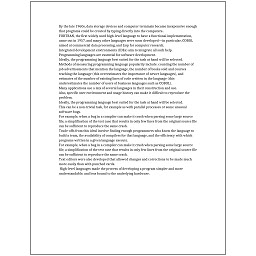 By the late 1960s, data storage devices and computer terminals became inexpensive enough
that programs could be created by typing directly into the computers.
FORTRAN, the first widely used high-level language to have a functional implementation,
came out in 1957, and many other languages were soon developed—in particular, COBOL
aimed at commercial data processing, and Lisp for computer research.
Integrated development environments (IDEs) aim to integrate all such help.
Programming languages are essential for software development.
Ideally, the programming language best suited for the task at hand will be selected.
Methods of measuring programming language popularity include: counting the number of
job advertisements that mention the language, the number of books sold and courses
teaching the language (this overestimates the importance of newer languages), and
estimates of the number of existing lines of code written in the language (this
underestimates the number of users of business languages such as COBOL).
Many applications use a mix of several languages in their construction and use.
Also, specific user environment and usage history can make it difficult to reproduce the
problem.
Ideally, the programming language best suited for the task at hand will be selected.
This can be a non-trivial task, for example as with parallel processes or some unusual
software bugs.
For example, when a bug in a compiler can make it crash when parsing some large source
file, a simplification of the test case that results in only few lines from the original source file
can be sufficient to reproduce the same crash.
Trade-offs from this ideal involve finding enough programmers who know the language to
build a team, the availability of compilers for that language, and the efficiency with which
programs written in a given language execute.
For example, when a bug in a compiler can make it crash when parsing some large source
file, a simplification of the test case that results in only few lines from the original source file
can be sufficient to reproduce the same crash.
Text editors were also developed that allowed changes and corrections to be made much
more easily than with punched cards.
High-level languages made the process of developing a program simpler and more
understandable, and less bound to the underlying hardware.